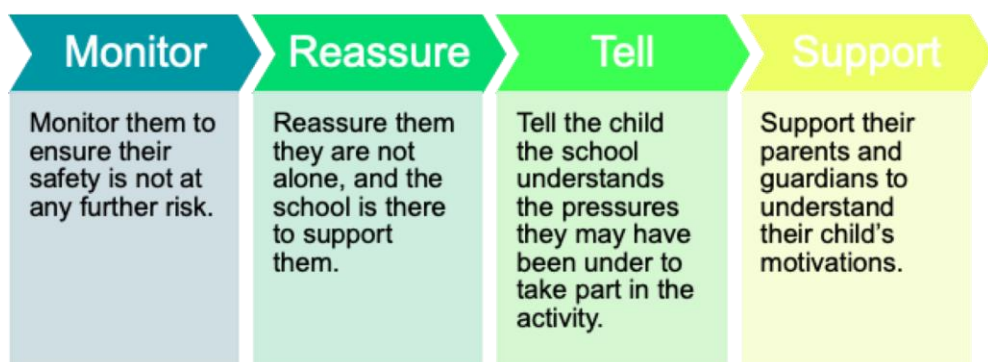 Monitor
Monitor them to
ensure their
safety is not at
any further risk.
Reassure
Reassure them
they are not
alone, and the
school is there
to support
them.
Tell
Tell the child
the school
understands
the pressures
they may have
been under to
take part in the
activity.
Support
Support their
parents and
guardians to
understand
their child's
motivations.